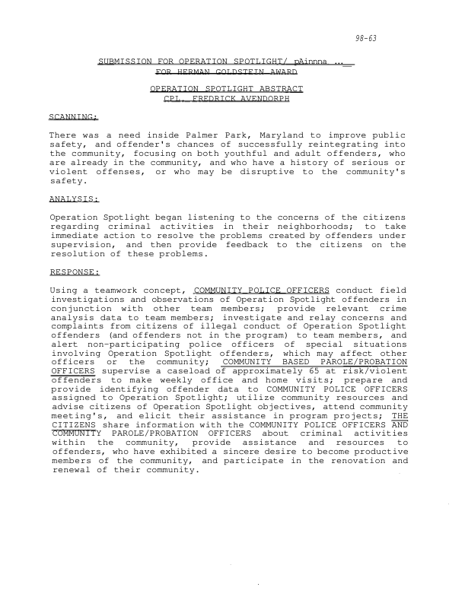 98-63
SUBMISSION FOR OPERATION SPOTLIGHT/ pAinnna ...
FOR HERMAN GOLDSTEIN AWARD
OPERATION SPOTLIGHT ABSTRACT
CPL. FREDRICK AVENDORPH
SCANNING:
There was a need inside Palmer Park, Maryland to improve public
safety, and offender's chances of successfully reintegrating into
the community, focusing on both youthful and adult offenders, who
are already in the community, and who have a history of serious or
violent offenses, or who may be disruptive to the community's
safety.
ANALYSIS:
Operation Spotlight began listening to the concerns of the citizens
regarding criminal activities in their neighborhoods; to take
immediate action to resolve the problems created by offenders under
supervision, and then provide feedback to the citizens on the
resolution of these problems.
RESPONSE:
Using a teamwork concept, COMMUNITY POLICE OFFICERS conduct field
investigations and observations of Operation Spotlight offenders in
conjunction with other team members; provide relevant crime
analysis data to team members; investigate and relay concerns and
complaints from citizens of illegal conduct of Operation Spotlight
offenders (and offenders not in the program) to team members, and
alert non-participating police officers of special situations
involving Operation Spotlight offenders, which may affect other
officers or the community; COMMUNITY BASED PAROLE/PROBATION
OFFICERS supervise a caseload of approximately 65 at risk/violent
offenders to make weekly office and home visits; prepare and
provide identifying offender data to COMMUNITY POLICE OFFICERS
assigned to Operation Spotlight; utilize community resources and
advise citizens of Operation Spotlight objectives, attend community
meeting's, and elicit their assistance in program projects; THE
CITIZENS share information with the COMMUNITY POLICE OFFICERS AND
COMMUNITY PAROLE/PROBATION OFFICERS about criminal activities
within the community, provide assistance and resources to
offenders, who have exhibited a sincere desire to become productive
members of the community, and participate in the renovation and
renewal of their community.